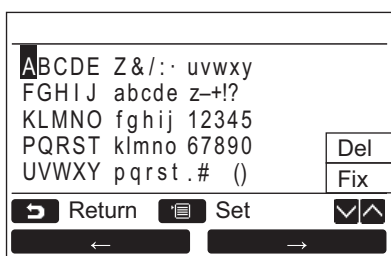 ABCDE Z&/:· uvwxy
FGHIJ abcde z–+!?
KLMNO fghij 12345
PQRST klmno 67890
UVWXY pqrst.# ()
Del
Fix
Return Set
← →